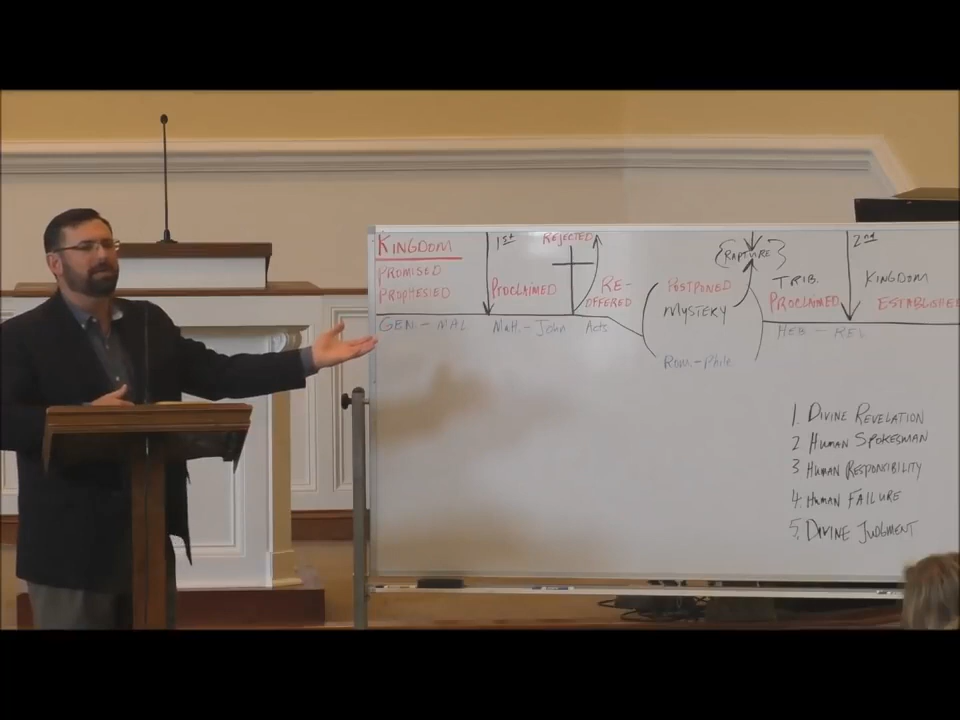 KINGDOM
PROMISED
PROPHESIED
GEN - MAL
1st
PROCLAIMED
Matt. - John
REJECTED
RE-
OFFERED
Acts
POSTPONED
MYSTERY
Rom. - Phile
{RAPTURE}
TRIB.
PROCLAIMED
HEB - REV
2nd
KINGDOM
ESTABLISHE
1. DIVINE REVELATION
2 HUMAN SPOKESMAN
3 HUMAN RESPONSIBILITY
4. HUMAN FAILURE
5. DIVINE JUDGMENT